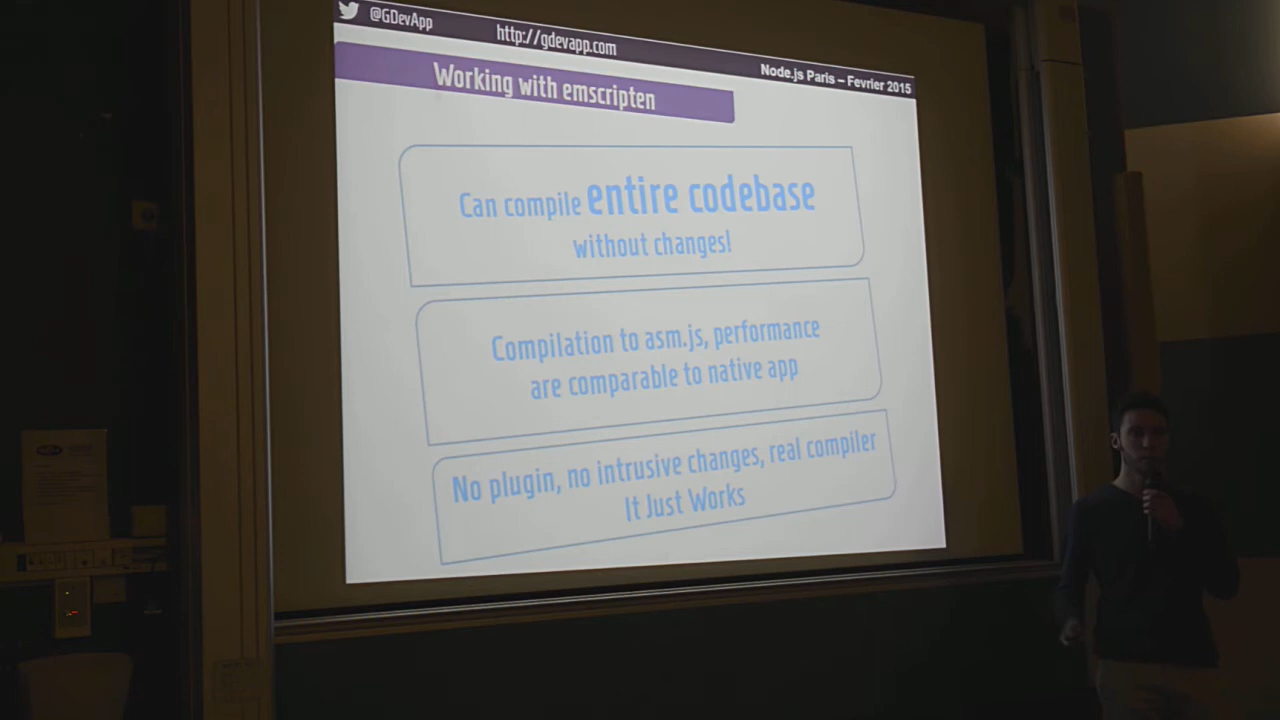 @GDevApp
http://gdevapp.com
Node.js Paris – Fevrier 2015
Working with emscripten
Can compile entire codebase
without changes!
Compilation to asm.js, performance
are comparable to native app
No plugin, no intrusive changes, real compiler
It Just Works